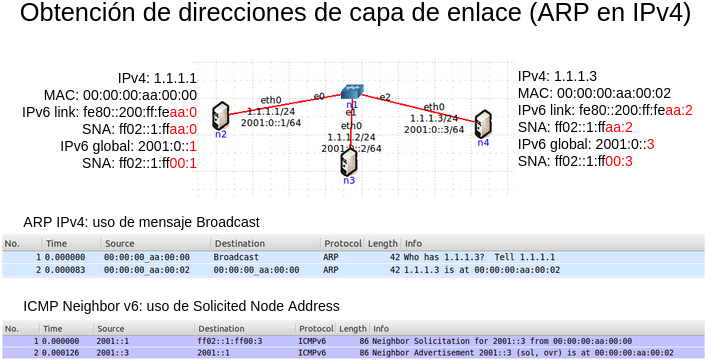 Obtención de direcciones de capa de enlace (ARP en IPv4)
IPv4: 1.1.1.1
MAC: 00:00:00:aa:00:00
IPv6 link: fe80::200:ff:feaa:0
SNA: ff02::1:ffaa:0
IPv6 global: 2001:0::1
SNA: ff02::1:ff00:1
n2
eth0
1.1.1.1/24
2001:0::1/64
e0
n1
e1
e2
eth0
1.1.1.2/24
2001:0::2/64
n3
eth0
1.1.1.3/24
2001:0::3/64
n4
IPv4: 1.1.1.3
MAC: 00:00:00:aa:00:02
IPv6 link: fe80::200:ff:feaa:2
SNA: ff02::1:ffaa:2
IPv6 global: 2001:0::3
SNA: ff02::1:ff00:3
ARP IPv4: uso de mensaje Broadcast
No. Time Source Destination Protocol Length Info
1 0.000000 00:00:00_aa:00:00 Broadcast ARP 42 Who has 1.1.1.3? Tell 1.1.1.1
2 0.000083 00:00:00_aa:00:02 00:00:00_aa:00:00 ARP 42 1.1.1.3 is at 00:00:00:aa:00:02
ICMP Neighbor v6: uso de Solicited Node Address
No. Time Source Destination Protocol Length Info
1 0.000000 2001::1 ff02::1:ff00:3 ICMPv6 86 Neighbor Solicitation for 2001::3 from 00:00:00:aa:00:00
2 0.000126 2001::3 2001::1 ICMPv6 86 Neighbor Advertisement 2001::3 (sol, ovr) is at 00:00:00:aa:00:02